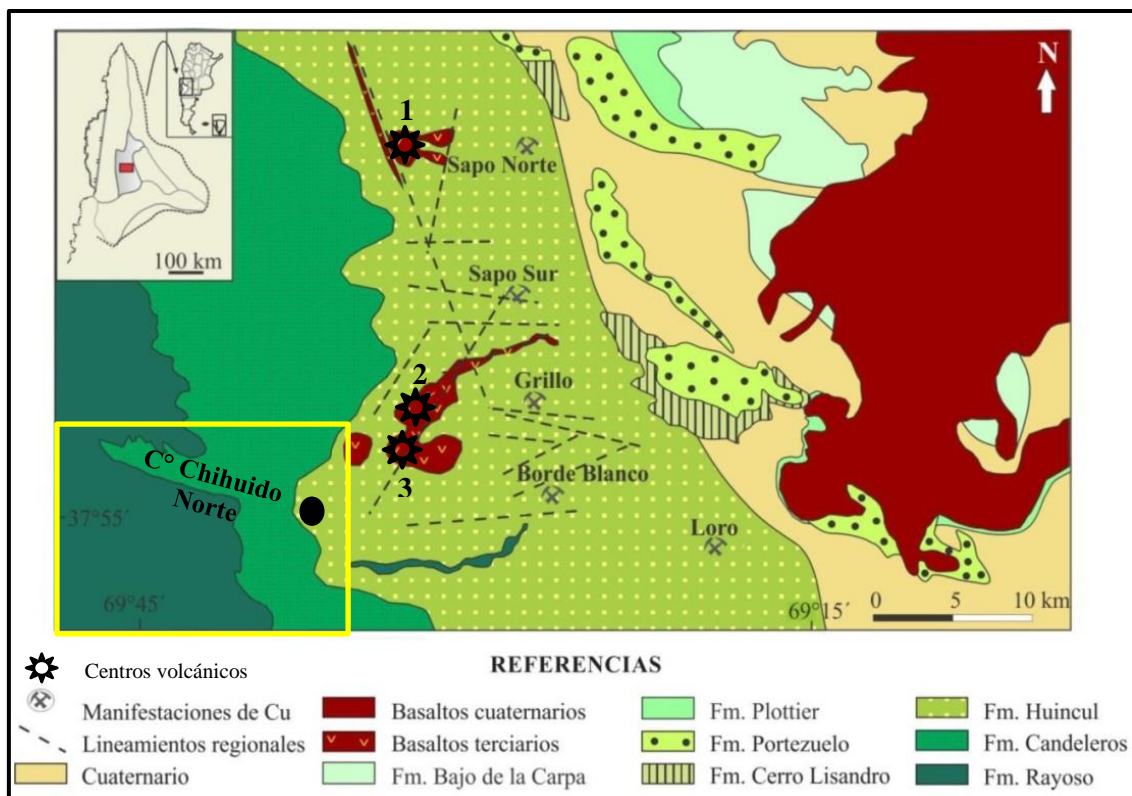 N
1
Sapo Norte
100 km
Sapo Sur
2
Grillo
C° Chihuido
Norte
3
Borde Blanco
37°55´
Loro
69°45´
69°15´
0 5 10 km
REFERENCIAS
Centros volcánicos
Manifestaciones de Cu
Lineamientos regionales
Cuaternario
Basaltos cuaternarios
Basaltos terciarios
Fm. Bajo de la Carpa
Fm. Plottier
Fm. Portezuelo
Fm. Cerro Lisandro
Fm. Huincul
Fm. Candeleros
Fm. Rayoso